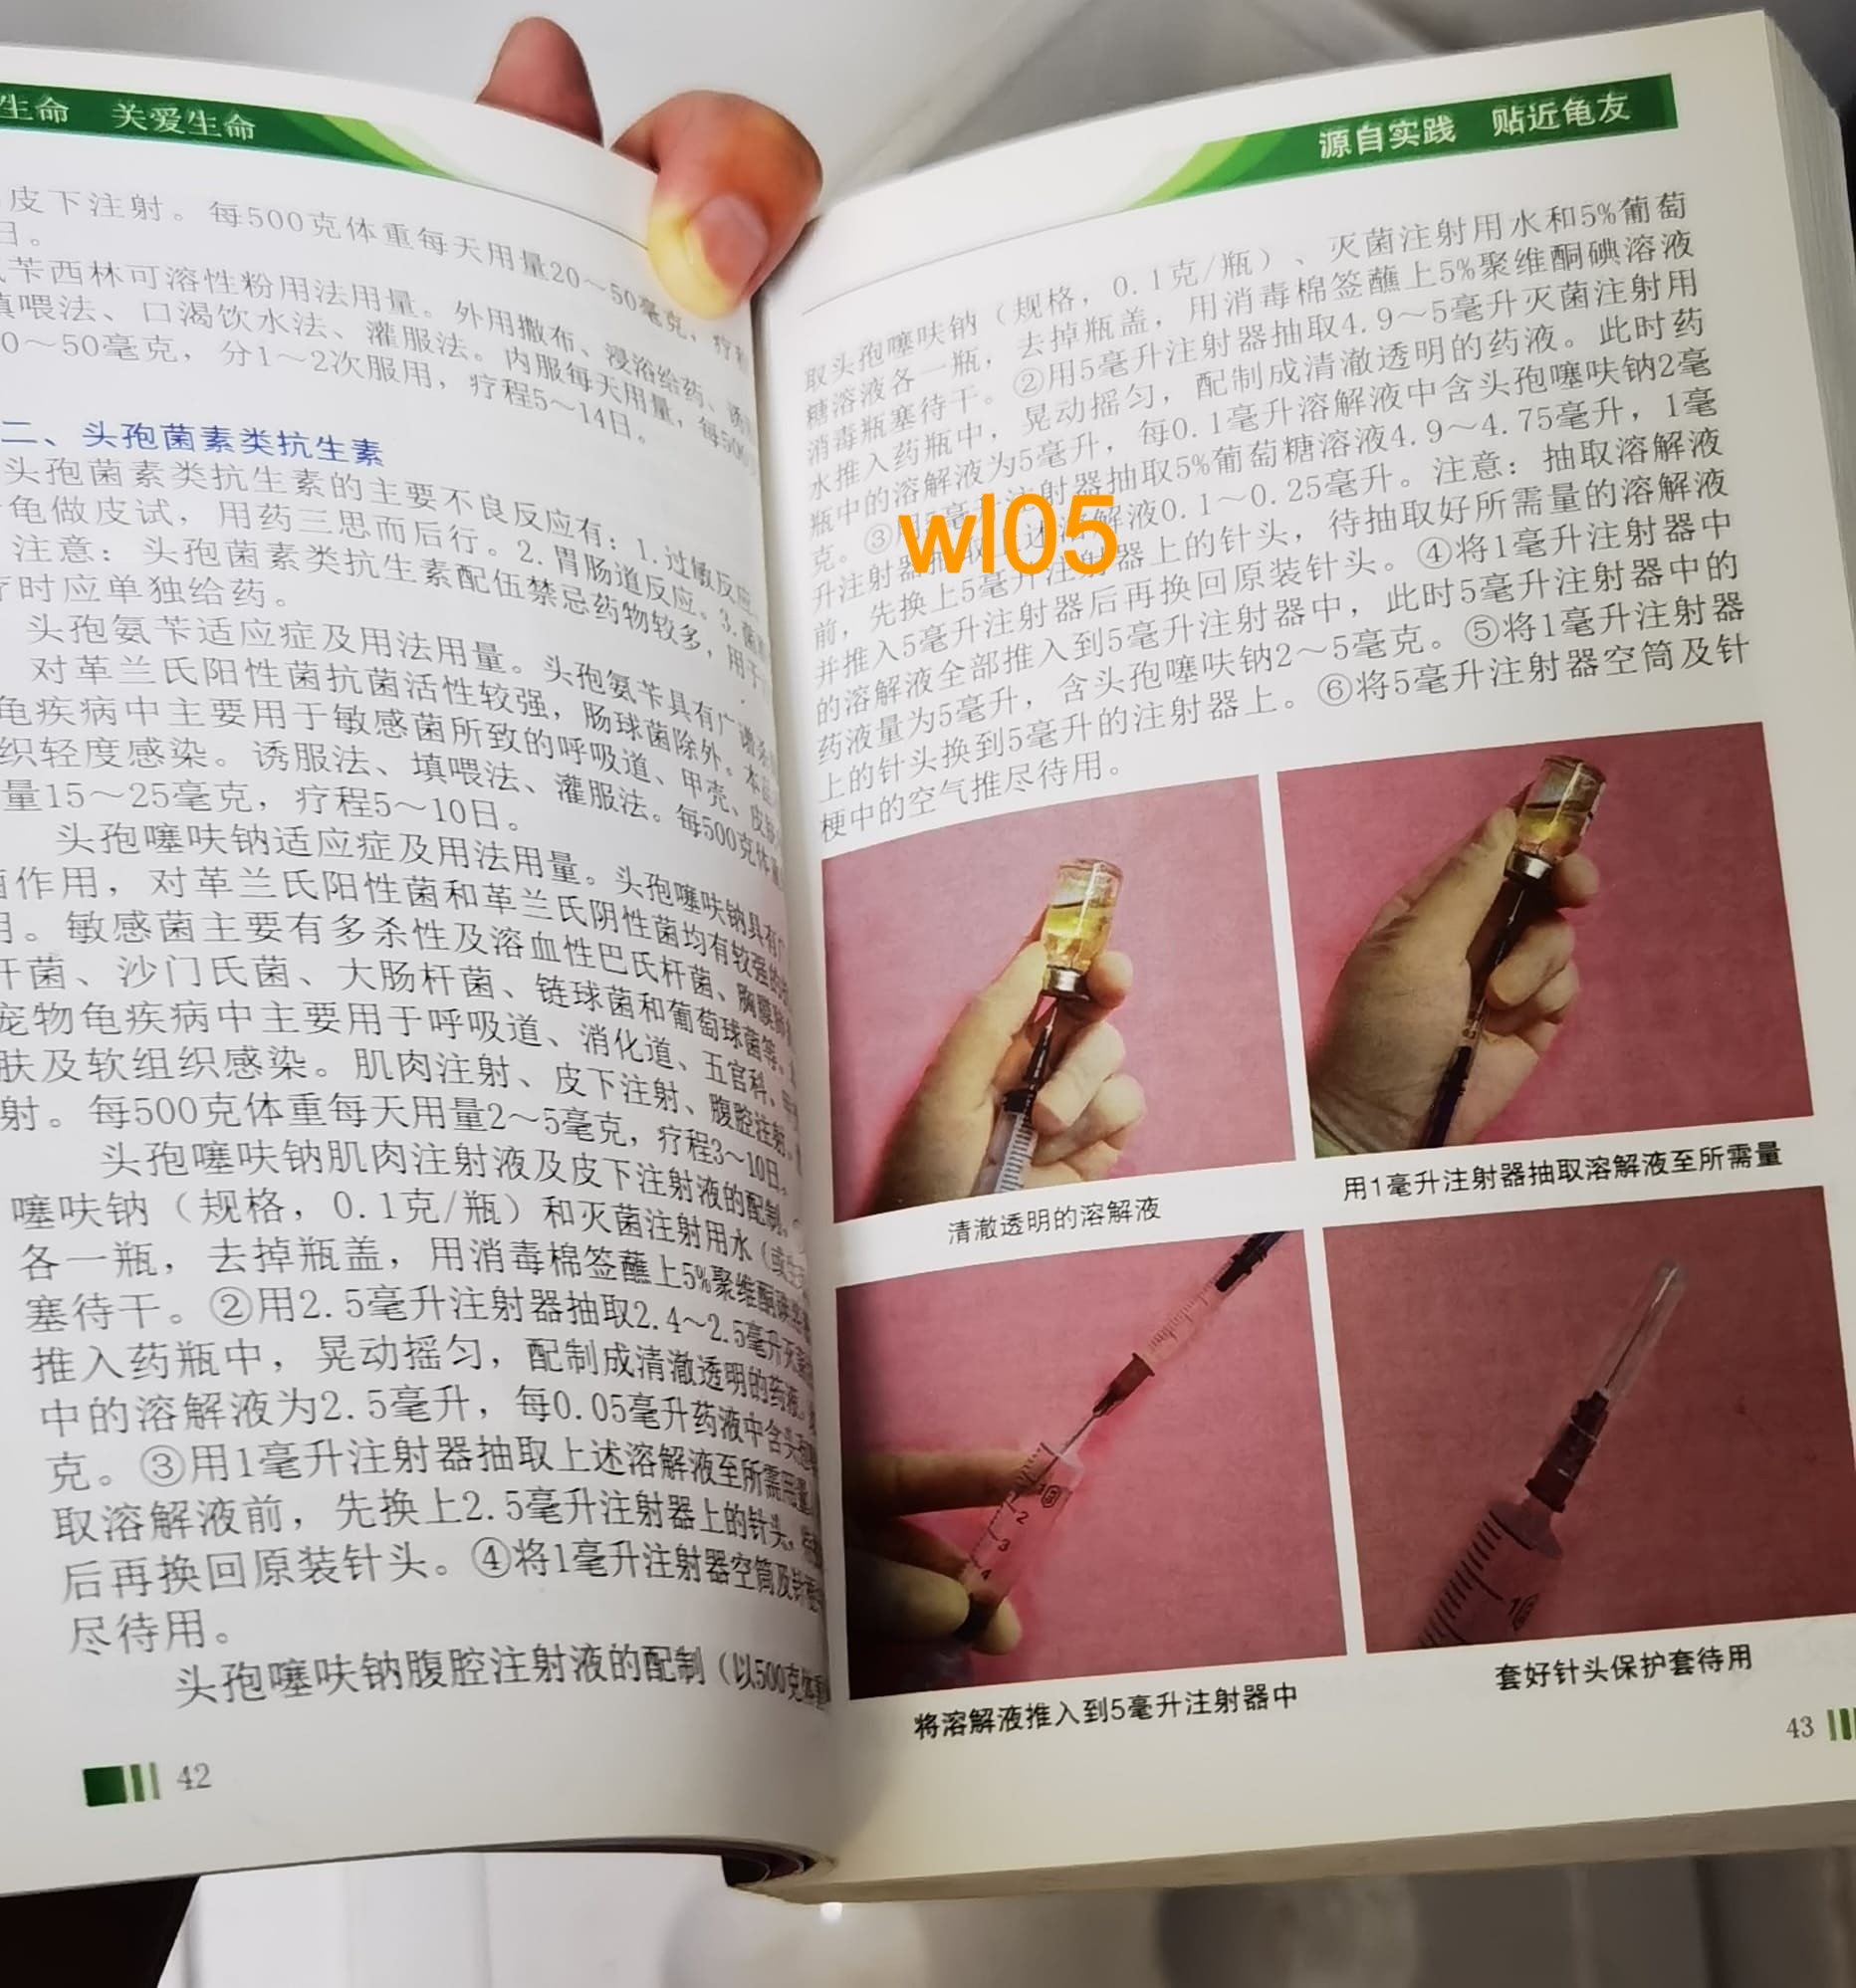 生命 关爱生命
皮下注射。每500克体重每天用量20～50毫克，疗程
日。
苄西林可溶性粉用法用量。外用撒布、浸浴给药、诱
填喂法、口渴饮水法、灌服法。内服每天用量，每500
0～50毫克，分1～2次服用，疗程5～14日。
二、头孢菌素类抗生素
头孢菌素类抗生素的主要不良反应有：1.过敏反应
龟做皮试，用药三思而后行。2.胃肠道反应。3.菌
注意：头孢菌素类抗生素配伍禁忌药物较多，用于
疗时应单独给药。
头孢氨苄适应症及用法用量。头孢氨苄具有广谱杀
对革兰氏阳性菌抗菌活性较强，肠球菌除外。本品
龟疾病中主要用于敏感菌所致的呼吸道、甲壳、皮肤
织轻度感染。诱服法、填喂法、灌服法。每500克体重
量15～25毫克，疗程5～10日。
头孢噻呋钠适应症及用法用量。头孢噻呋钠具有广
菌作用，对革兰氏阳性菌和革兰氏阴性菌均有较强的
用。敏感菌主要有多杀性及溶血性巴氏杆菌、胸膜肺
杆菌、沙门氏菌、大肠杆菌、链球菌和葡萄球菌等。
宠物龟疾病中主要用于呼吸道、消化道、五官科、
肤及软组织感染。肌肉注射、皮下注射、腹腔注射。
射。每500克体重每天用量2～5毫克，疗程3～10日。
头孢噻呋钠肌肉注射液及皮下注射液的配制。
噻呋钠（规格，0.1克/瓶）和灭菌注射用水（或生
各一瓶，去掉瓶盖，用消毒棉签蘸上5%聚维酮碘
塞待干。②用2.5毫升注射器抽取2.4～2.5毫升灭菌
推入药瓶中，晃动摇匀，配制成清澈透明的药液。
中的溶解液为2.5毫升，每0.05毫升药液中含头孢
克。③用1毫升注射器抽取上述溶解液至所需用量。
取溶解液前，先换上2.5毫升注射器上的针头，
后再换回原装针头。④将1毫升注射器空筒及针梗
尽待用。
头孢噻呋钠腹腔注射液的配制（以500克体重
42
源自实践 贴近龟友
取头孢噻呋钠（规格，0.1克/瓶）、灭菌注射用水和5%葡萄
糖溶液各一瓶，去掉瓶盖，用消毒棉签蘸上5%聚维酮碘溶液
消毒瓶塞待干。②用5毫升注射器抽取4.9～5毫升灭菌注射用
水推入药瓶中，晃动摇匀，配制成清澈透明的药液。此时药
瓶中的溶解液为5毫升，每0.1毫升溶解液中含头孢噻呋钠2毫
克。③用5毫升注射器抽取5%葡萄糖溶液4.9～4.75毫升，1毫
升注射器抽取上述溶解液0.1～0.25毫升。注意：抽取溶解液
前，先换上5毫升注射器上的针头，待抽取好所需量的溶解液
并推入5毫升注射器后再换回原装针头。④将1毫升注射器中
的溶解液全部推入到5毫升注射器中，此时5毫升注射器中的
药液量为5毫升，含头孢噻呋钠2～5毫克。⑤将1毫升注射器
上的针头换到5毫升的注射器上。⑥将5毫升注射器空筒及针
梗中的空气推尽待用。
wl05
清澈透明的溶解液
用1毫升注射器抽取溶解液至所需量
将溶解液推入到5毫升注射器中
套好针头保护套待用
43